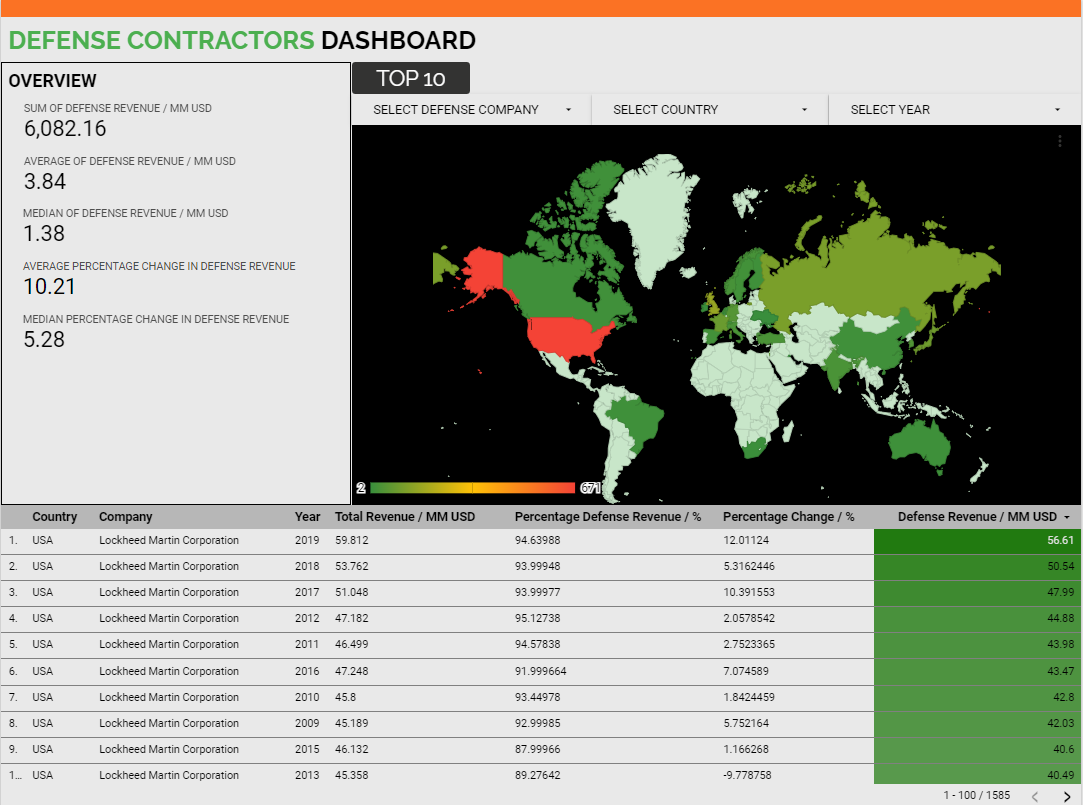 DEFENSE CONTRACTORS DASHBOARD
OVERVIEW
SUM OF DEFENSE REVENUE / MM USD
6,082.16
AVERAGE OF DEFENSE REVENUE / MM USD
3.84
MEDIAN OF DEFENSE REVENUE / MM USD
1.38
AVERAGE PERCENTAGE CHANGE IN DEFENSE REVENUE
10.21
MEDIAN PERCENTAGE CHANGE IN DEFENSE REVENUE
5.28
TOP 10
SELECT DEFENSE COMPANY SELECT COUNTRY SELECT YEAR
2 671
Country Company Year Total Revenue / MM USD Percentage Defense Revenue / % Percentage Change / % Defense Revenue / MM USD
1. USA Lockheed Martin Corporation 2019 59.812 94.63988 12.01124 56.61
2. USA Lockheed Martin Corporation 2018 53.762 93.99948 5.3162446 50.54
3. USA Lockheed Martin Corporation 2017 51.048 93.99977 10.391553 47.99
4. USA Lockheed Martin Corporation 2012 47.182 95.12738 2.0578542 44.88
5. USA Lockheed Martin Corporation 2011 46.499 94.57838 2.7523365 43.98
6. USA Lockheed Martin Corporation 2016 47.248 91.999664 7.074589 43.47
7. USA Lockheed Martin Corporation 2010 45.8 93.44978 1.8424459 42.8
8. USA Lockheed Martin Corporation 2009 45.189 92.99985 5.752164 42.03
9. USA Lockheed Martin Corporation 2015 46.132 87.99966 1.166268 40.6
1... USA Lockheed Martin Corporation 2013 45.358 89.27642 -9.778758 40.49
1 - 100 / 1585